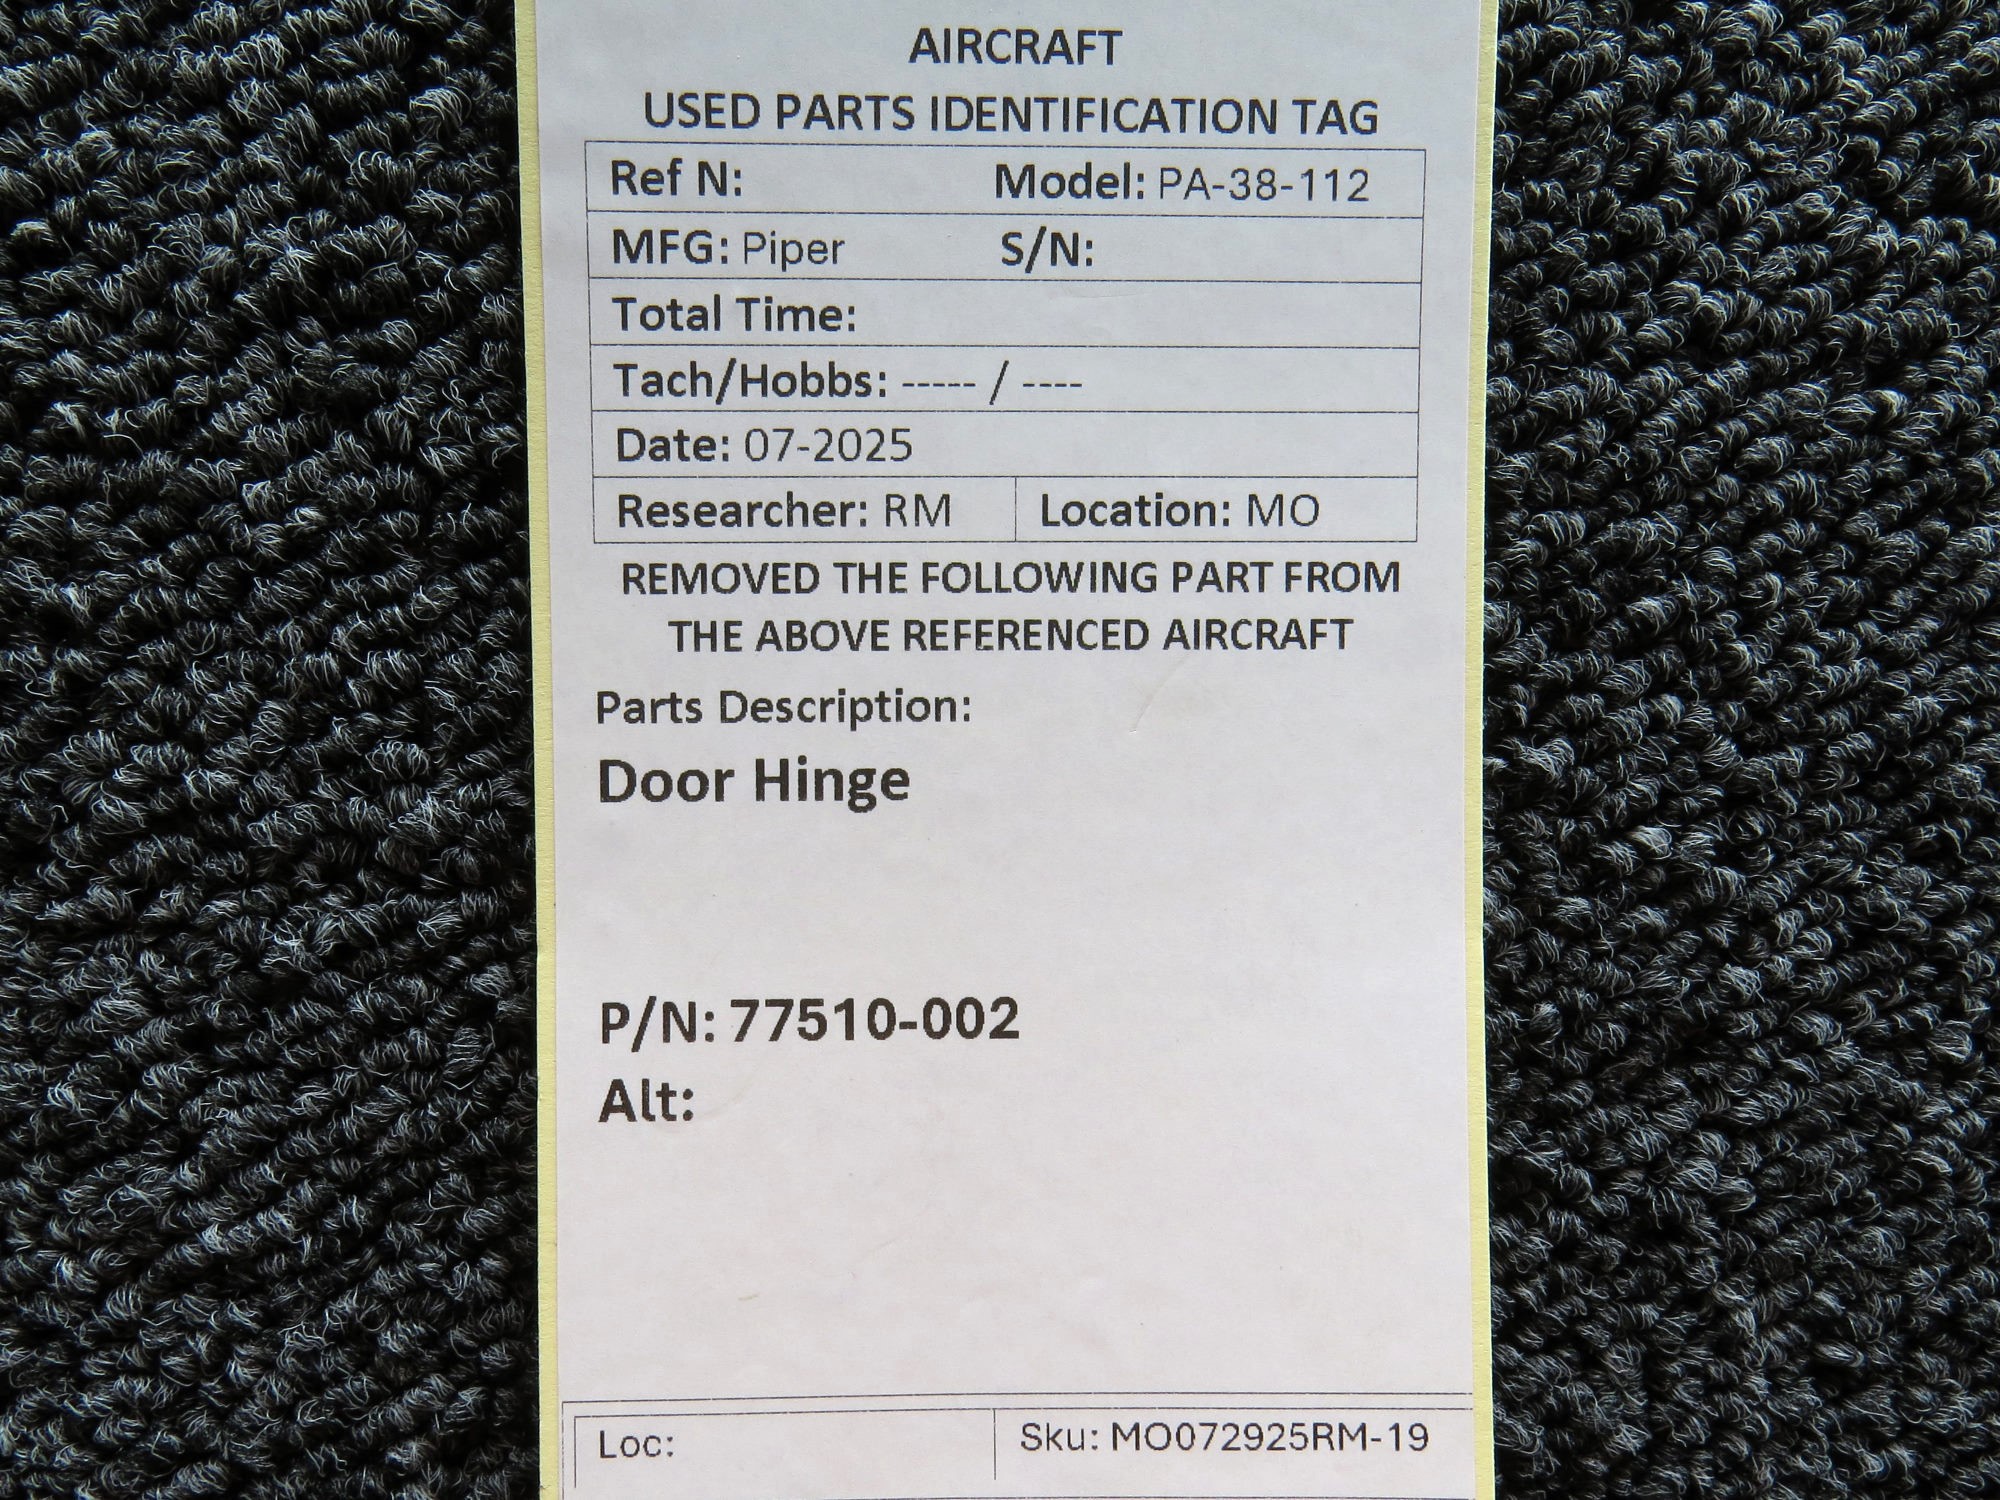 AIRCRAFT
USED PARTS IDENTIFICATION TAG
Ref N: Model: PA-38-112
MFG: Piper S/N:
Total Time:
Tach/Hobbs: ----- / ----
Date: 07-2025
Researcher: RM Location: MO
REMOVED THE FOLLOWING PART FROM
THE ABOVE REFERENCED AIRCRAFT
Parts Description:
Door Hinge
P/N: 77510-002
Alt:
Loc: Sku: MO072925RM-19